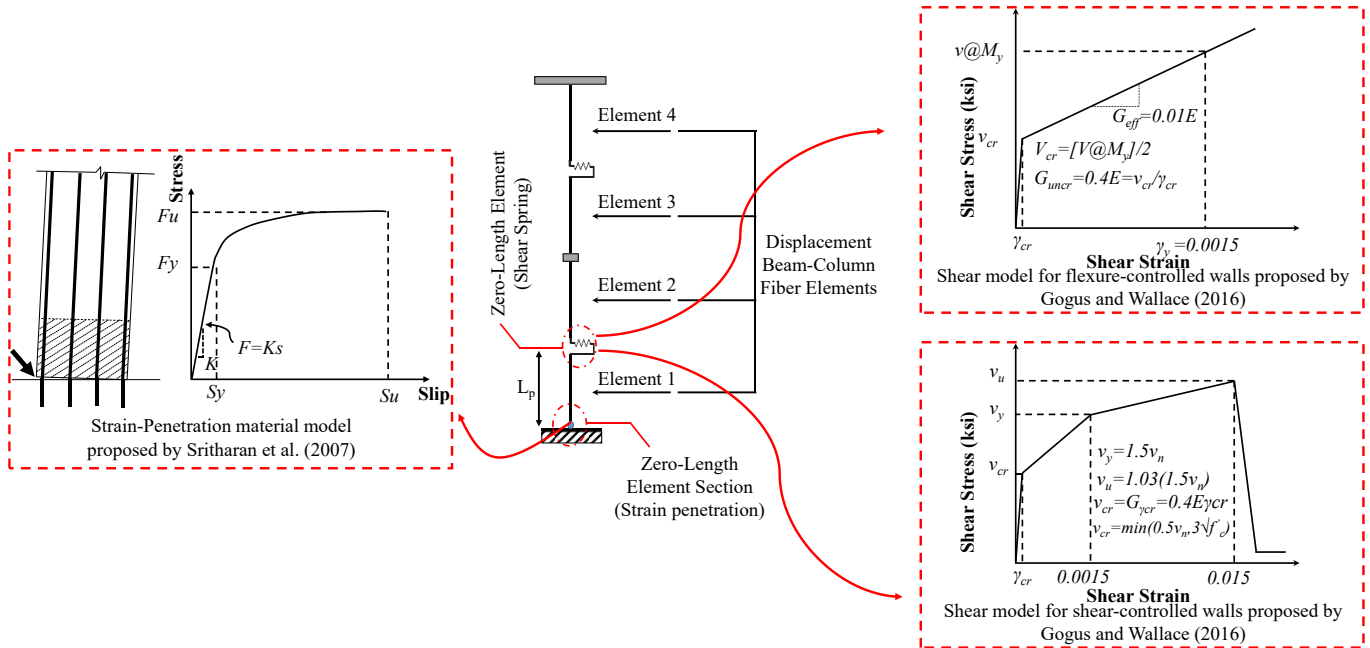 Stress
Fu
Fy
F=Ks
K
Sy
Su
Slip
Strain-Penetration material model
proposed by Sritharan et al. (2007)
Element 4
Element 3
Element 2
Element 1
Zero-Length Element
(Shear Spring)
Displacement
Beam-Column
Fiber Elements
Lp
Zero-Length
Element Section
(Strain penetration)
Shear Stress (ksi)
v@My
Geff=0.01E
vcr
Vcr=[V@My]/2
Guncr=0.4E=vcr/γcr
γcr
γy=0.0015
Shear Strain
Shear model for flexure-controlled walls proposed by
Gogus and Wallace (2016)
Shear Stress (ksi)
vu
vy
vcr
vy=1.5vn
vu=1.03(1.5vn)
vcr=Gγcr=0.4Eγcr
vcr=min(0.5vn,3√f'c)
γcr
0.0015
0.015
Shear Strain
Shear model for shear-controlled walls proposed by
Gogus and Wallace (2016)